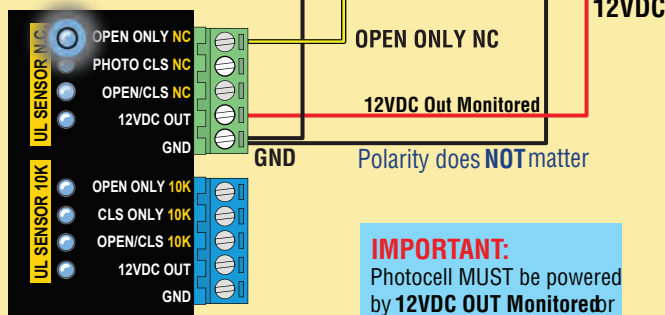 12VDC
UL SENSOR N.C.
OPEN ONLY NC
PHOTO CLS NC
OPEN/CLS NC
12VDC OUT
GND
OPEN ONLY NC
12VDC Out Monitored
GND
Polarity does NOT matter
UL SENSOR 10K
OPEN ONLY 10K
CLS ONLY 10K
OPEN/CLS 10K
12VDC OUT
GND
IMPORTANT:
Photocell MUST be powered
by 12VDC OUT Monitored or